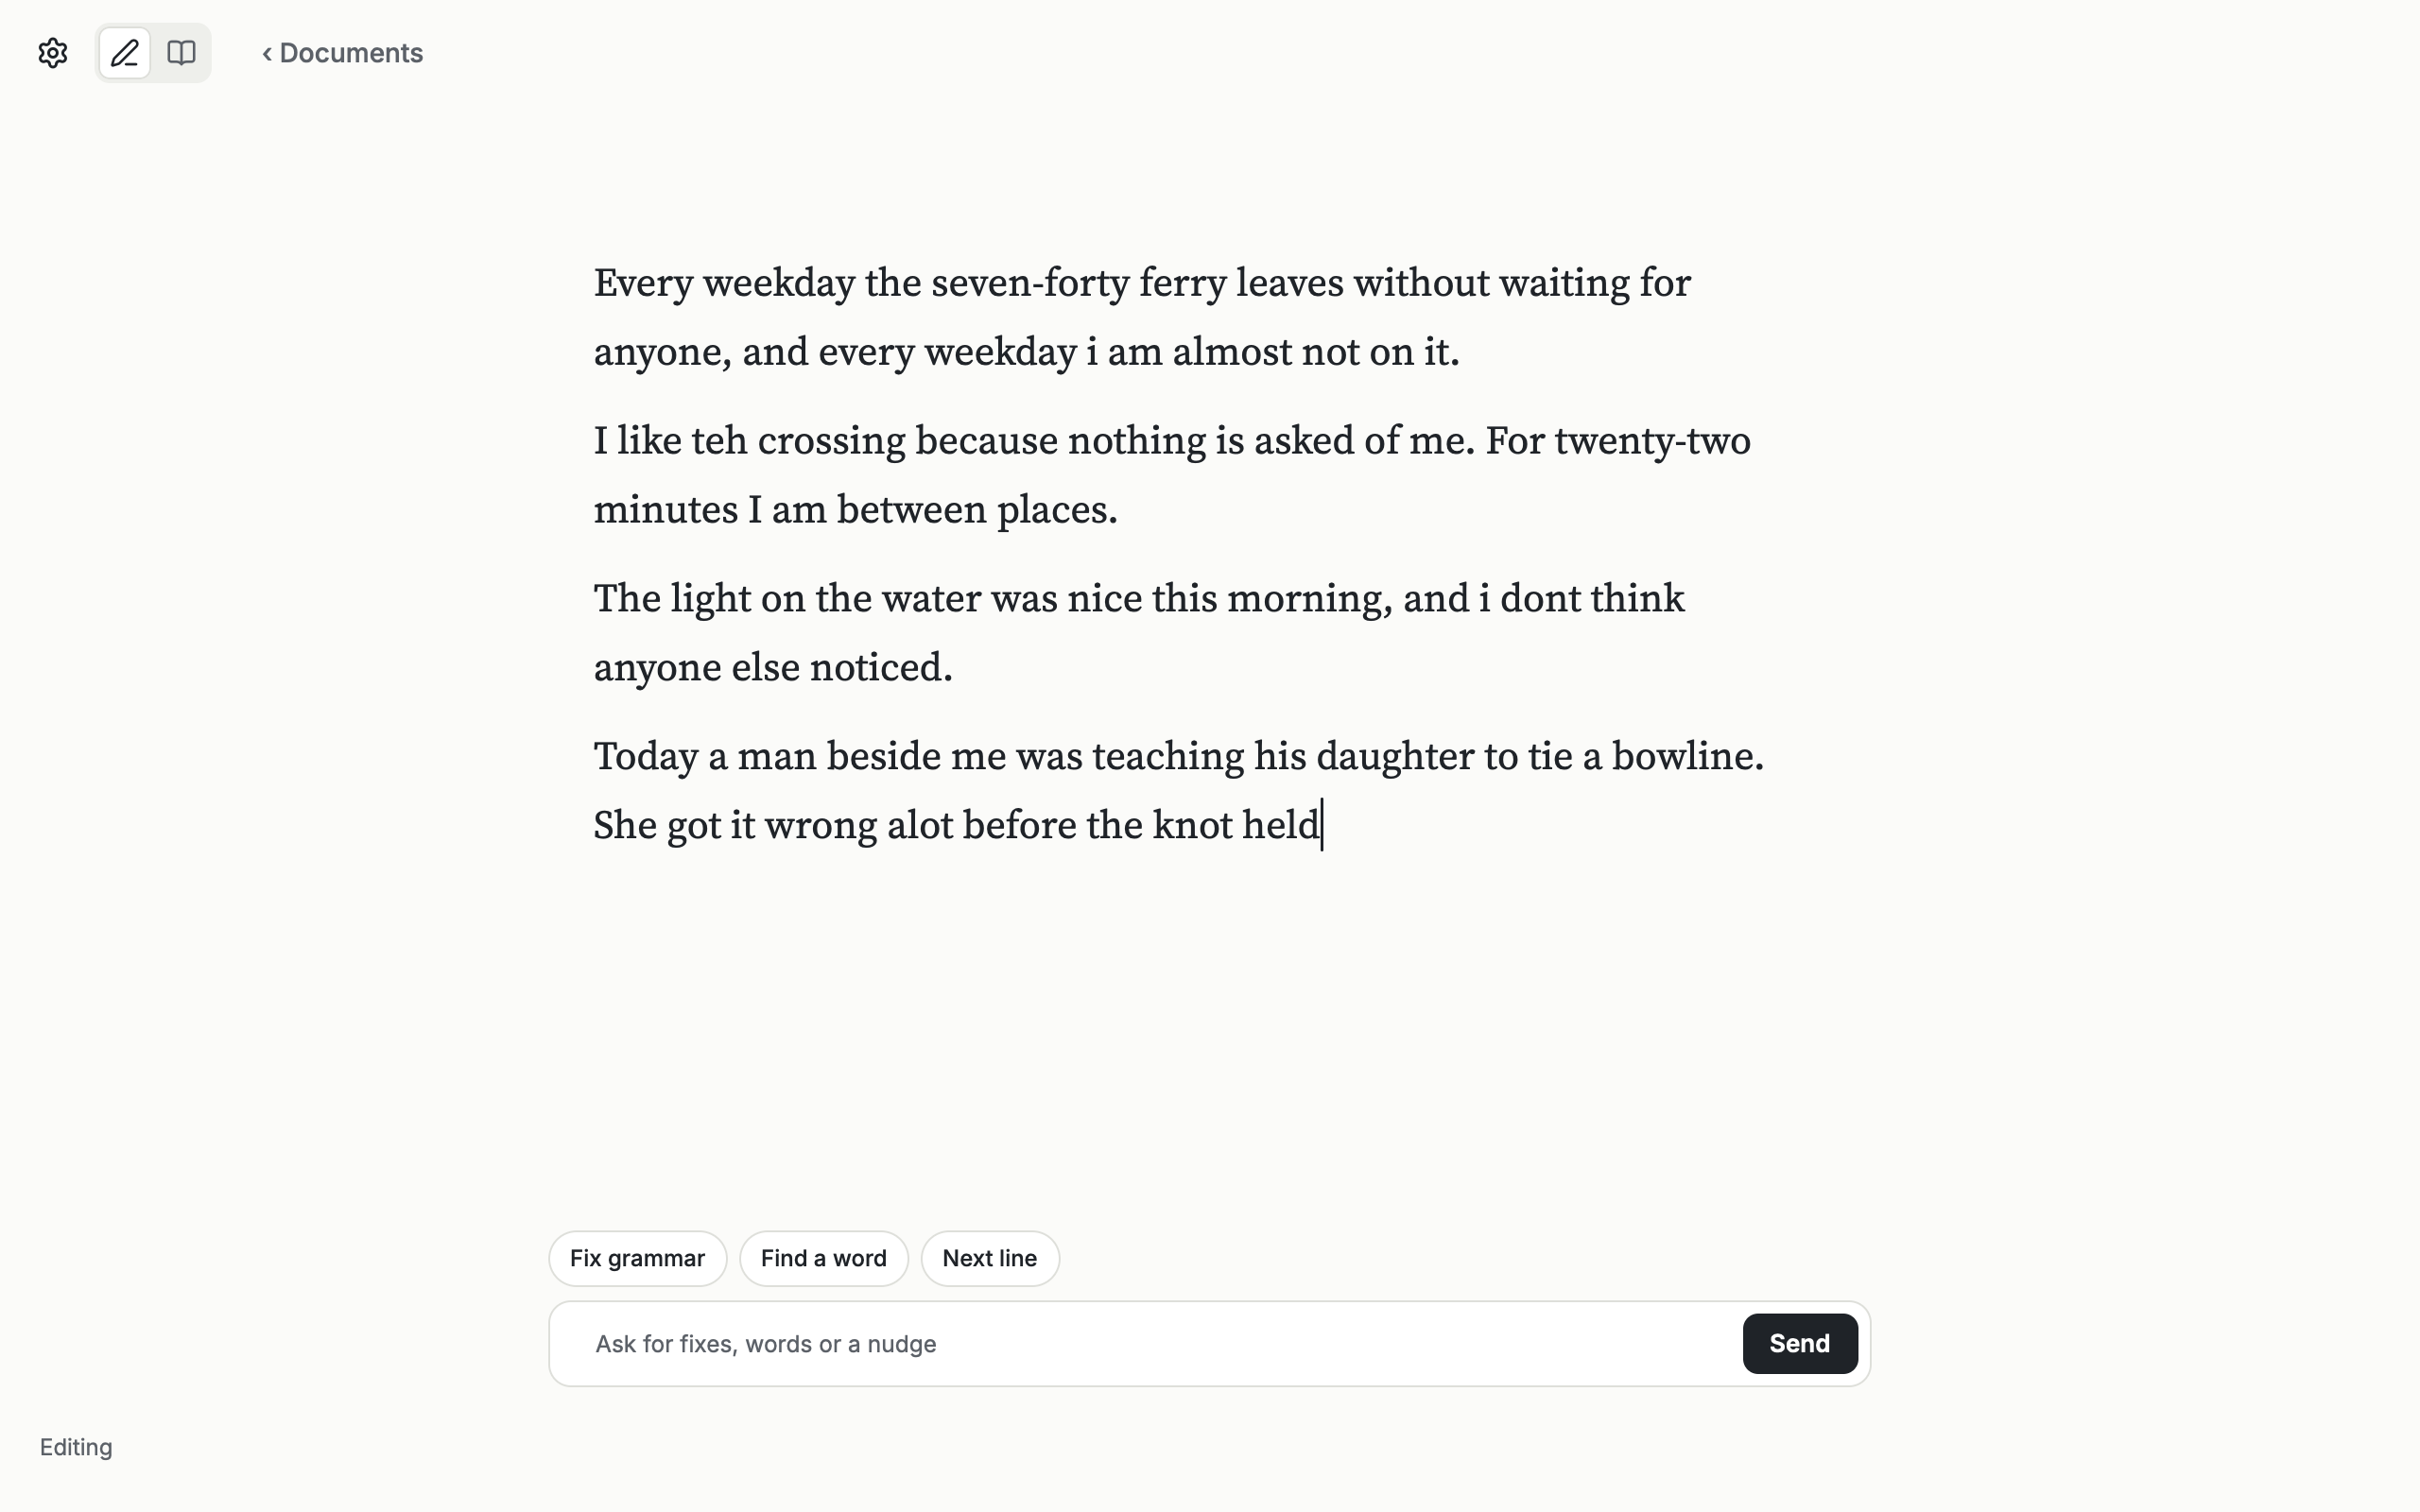 ‹ Documents
Every weekday the seven-forty ferry leaves without waiting for
anyone, and every weekday i am almost not on it.
I like teh crossing because nothing is asked of me. For twenty-two
minutes I am between places.
The light on the water was nice this morning, and i dont think
anyone else noticed.
Today a man beside me was teaching his daughter to tie a bowline.
She got it wrong alot before the knot held
Fix grammar
Find a word
Next line
Ask for fixes, words or a nudge
Send
Editing